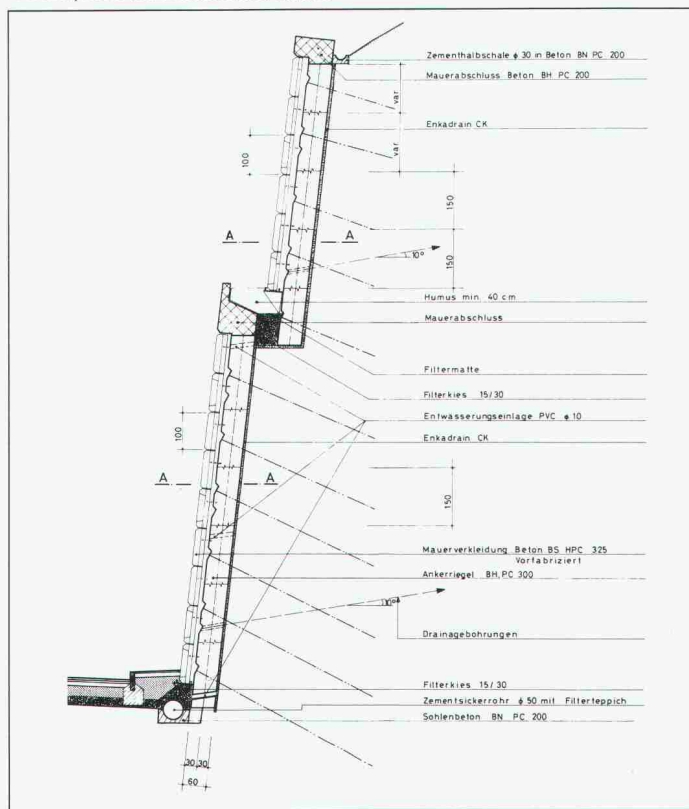 Zementhalbschale ϕ 30 in Beton BN PC 200
Mauerabschluss Beton BH PC 200
var
Enkadrain CK
var
100
150
A
A
10°
150
Humus min. 40 cm
Mauerabschluss
Filtermatte
Filterkies 15/30
Entwässerungseinlage PVC ϕ 10
100
Enkadrain CK
A
A
150
Mauerverkleidung Beton BS HPC 325
Vorfabriziert
Ankerriegel BH, PC 300
10°
Drainagebohrungen
Filterkies 15/30
Zementsickerrohr ϕ 50 mit Filterteppich
Sohlenbeton BN PC 200
30 30
60